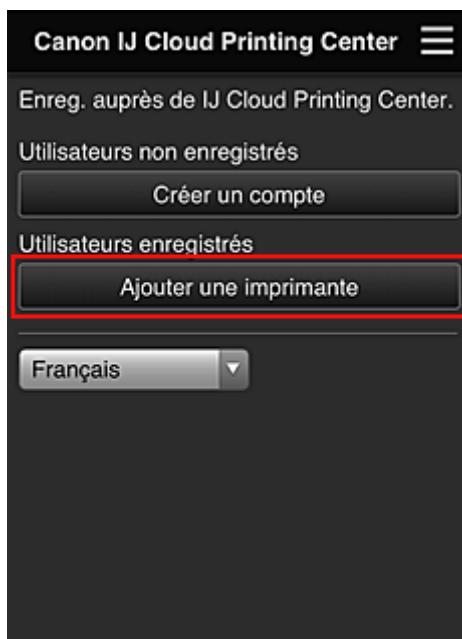 Canon IJ Cloud Printing Center
Enreg. auprès de IJ Cloud Printing Center.
Utilisateurs non enregistrés
Créer un compte
Utilisateurs enregistrés
Ajouter une imprimante
Français